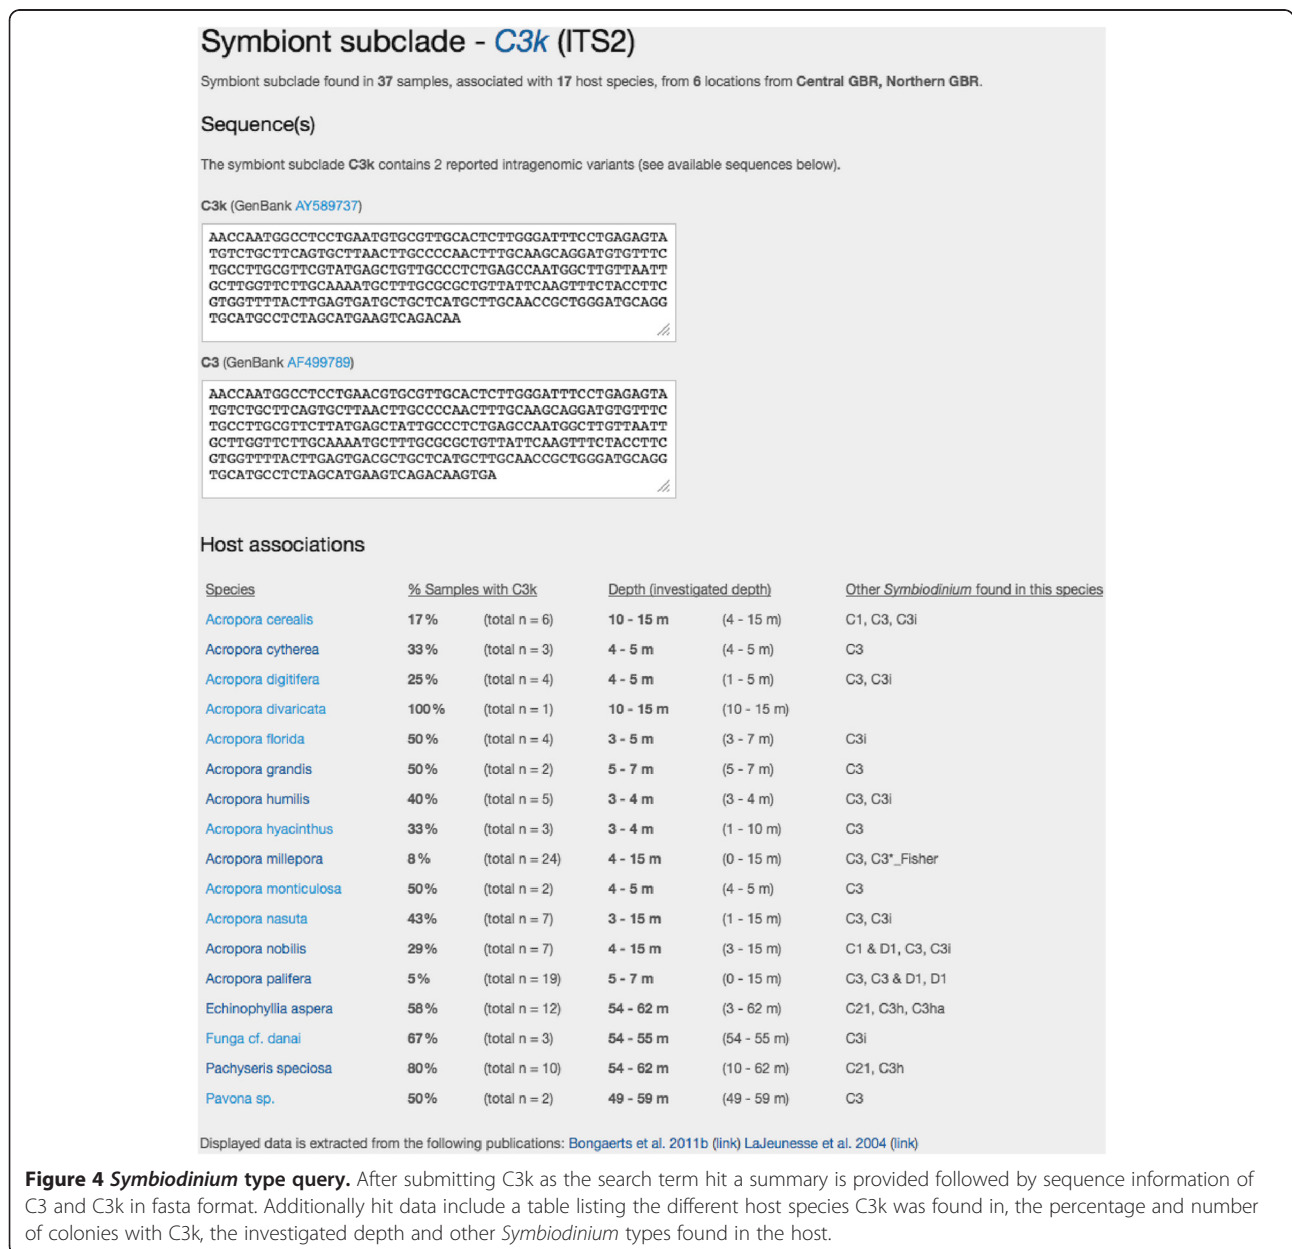 Symbiont subclade - C3k (ITS2)
Symbiont subclade found in 37 samples, associated with 17 host species, from 6 locations from Central GBR, Northern GBR.
Sequence(s)
The symbiont subclade C3k contains 2 reported intragenomic variants (see available sequences below).
C3k (GenBank AY589737)
AACCAATGGCCTCCTGAATGTGCGTTGCACTCTTGGGATTTCCTGAGAGTA
TGTCTGCTTCAGTGCTTAACTTGCCCCAACTTTGCAAGCAGGATGTGTTTC
TGCCTTGCGTTCGTATGAGCTGTTGCCCTCTGAGCCAATGGCTTGTTAATT
GCTTGGTTCTTGCAAAATGCTTTGCGCGCTGTTATTCAAGTTTCTACCTTC
GTGGTTTTACTTGAGTGATGCTGCTCATGCTTGCAACCGCTGGGATGCAGG
TGCATGCCTCTAGCATGAAGTCAGACAA
C3 (GenBank AF499789)
AACCAATGGCCTCCTGAACGTGCGTTGCACTCTTGGGATTTCCTGAGAGTA
TGTCTGCTTCAGTGCTTAACTTGCCCCAACTTTGCAAGCAGGATGTGTTTC
TGCCTTGCGTTCTTATGAGCTATTGCCCTCTGAGCCAATGGCTTGTTAATT
GCTTGGTTCTTGCAAAATGCTTTGCGCGCTGTTATTCAAGTTTCTACCTTC
GTGGTTTTACTTGAGTGACGCTGCTCATGCTTGCAACCGCTGGGATGCAGG
TGCATGCCTCTAGCATGAAGTCAGACAAGTGA
Host associations
Species % Samples with C3k Depth (investigated depth) Other Symbiodinium found in this species
Acropora cerealis 17% (total n = 6) 10 - 15 m (4 - 15 m) C1, C3, C3i
Acropora cytherea 33% (total n = 3) 4 - 5 m (4 - 5 m) C3
Acropora digitifera 25% (total n = 4) 4 - 5 m (1 - 5 m) C3, C3i
Acropora divaricata 100% (total n = 1) 10 - 15 m (10 - 15 m)
Acropora florida 50% (total n = 4) 3 - 5 m (3 - 7 m) C3i
Acropora grandis 50% (total n = 2) 5 - 7 m (5 - 7 m) C3
Acropora humilis 40% (total n = 5) 3 - 4 m (3 - 4 m) C3, C3i
Acropora hyacinthus 33% (total n = 3) 3 - 4 m (1 - 10 m) C3
Acropora millepora 8% (total n = 24) 4 - 15 m (0 - 15 m) C3, C3*_Fisher
Acropora monticulosa 50% (total n = 2) 4 - 5 m (4 - 5 m) C3
Acropora nasuta 43% (total n = 7) 3 - 15 m (1 - 15 m) C3, C3i
Acropora nobilis 29% (total n = 7) 4 - 15 m (3 - 15 m) C1 & D1, C3, C3i
Acropora palifera 5% (total n = 19) 5 - 7 m (0 - 15 m) C3, C3 & D1, D1
Echinophyllia aspera 58% (total n = 12) 54 - 62 m (3 - 62 m) C21, C3h, C3ha
Funga cf. danai 67% (total n = 3) 54 - 55 m (54 - 55 m) C3i
Pachyseris speciosa 80% (total n = 10) 54 - 62 m (10 - 62 m) C21, C3h
Pavona sp. 50% (total n = 2) 49 - 59 m (49 - 59 m) C3
Displayed data is extracted from the following publications: Bongaerts et al. 2011b (link) LaJeunesse et al. 2004 (link)
Figure 4 Symbiodinium type query. After submitting C3k as the search term hit a summary is provided followed by sequence information of
C3 and C3k in fasta format. Additionally hit data include a table listing the different host species C3k was found in, the percentage and number
of colonies with C3k, the investigated depth and other Symbiodinium types found in the host.